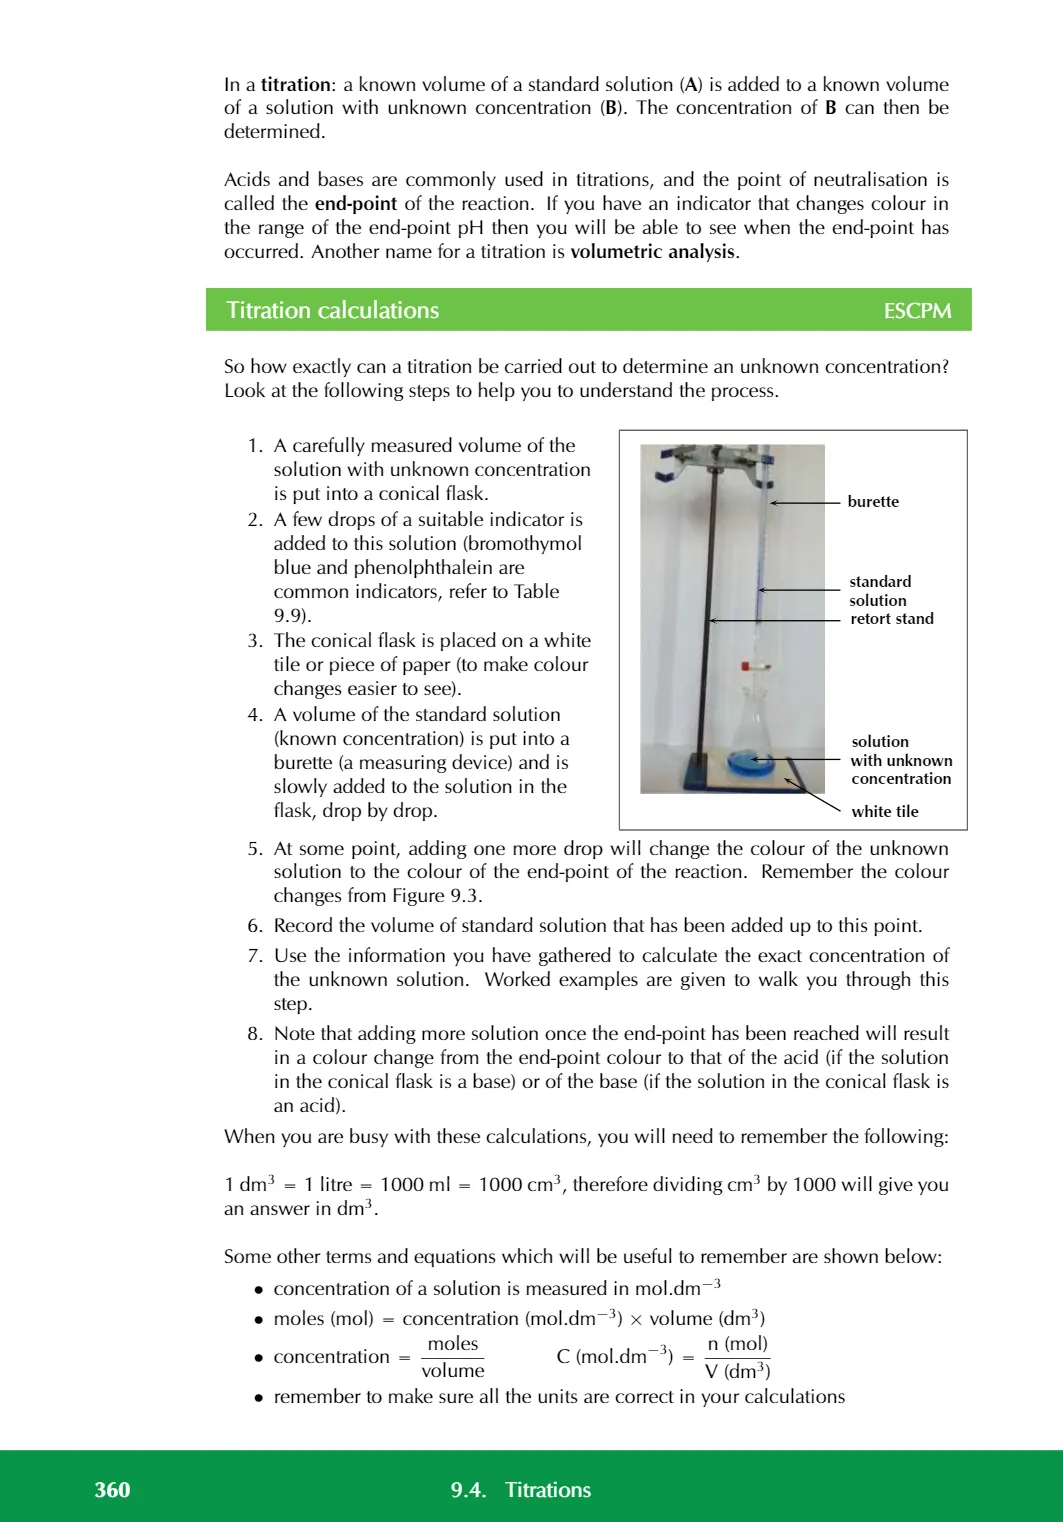 In a titration: a known volume of a standard solution (A) is added to a known volume
of a solution with unknown concentration (B). The concentration of B can then be
determined.
Acids and bases are commonly used in titrations, and the point of neutralisation is
called the end-point of the reaction. If you have an indicator that changes colour in
the range of the end-point pH then you will be able to see when the end-point has
occurred. Another name for a titration is volumetric analysis.
Titration calculations ESCPM
So how exactly can a titration be carried out to determine an unknown concentration?
Look at the following steps to help you to understand the process.
1. A carefully measured volume of the
solution with unknown concentration
is put into a conical flask.
2. A few drops of a suitable indicator is
added to this solution (bromothymol
blue and phenolphthalein are
common indicators, refer to Table
9.9).
3. The conical flask is placed on a white
tile or piece of paper (to make colour
changes easier to see).
4. A volume of the standard solution
(known concentration) is put into a
burette (a measuring device) and is
slowly added to the solution in the
flask, drop by drop.
burette
standard
solution
retort stand
solution
with unknown
concentration
white tile
5. At some point, adding one more drop will change the colour of the unknown
solution to the colour of the end-point of the reaction. Remember the colour
changes from Figure 9.3.
6. Record the volume of standard solution that has been added up to this point.
7. Use the information you have gathered to calculate the exact concentration of
the unknown solution. Worked examples are given to walk you through this
step.
8. Note that adding more solution once the end-point has been reached will result
in a colour change from the end-point colour to that of the acid (if the solution
in the conical flask is a base) or of the base (if the solution in the conical flask is
an acid).
When you are busy with these calculations, you will need to remember the following:
1 dm³ = 1 litre = 1000 ml = 1000 cm³, therefore dividing cm³ by 1000 will give you
an answer in dm³.
Some other terms and equations which will be useful to remember are shown below:
• concentration of a solution is measured in mol.dm⁻³
• moles (mol) = concentration (mol.dm⁻³) × volume (dm³)
• concentration = moles/volume C (mol.dm⁻³) = n (mol)/V (dm³)
• remember to make sure all the units are correct in your calculations
360 9.4. Titrations